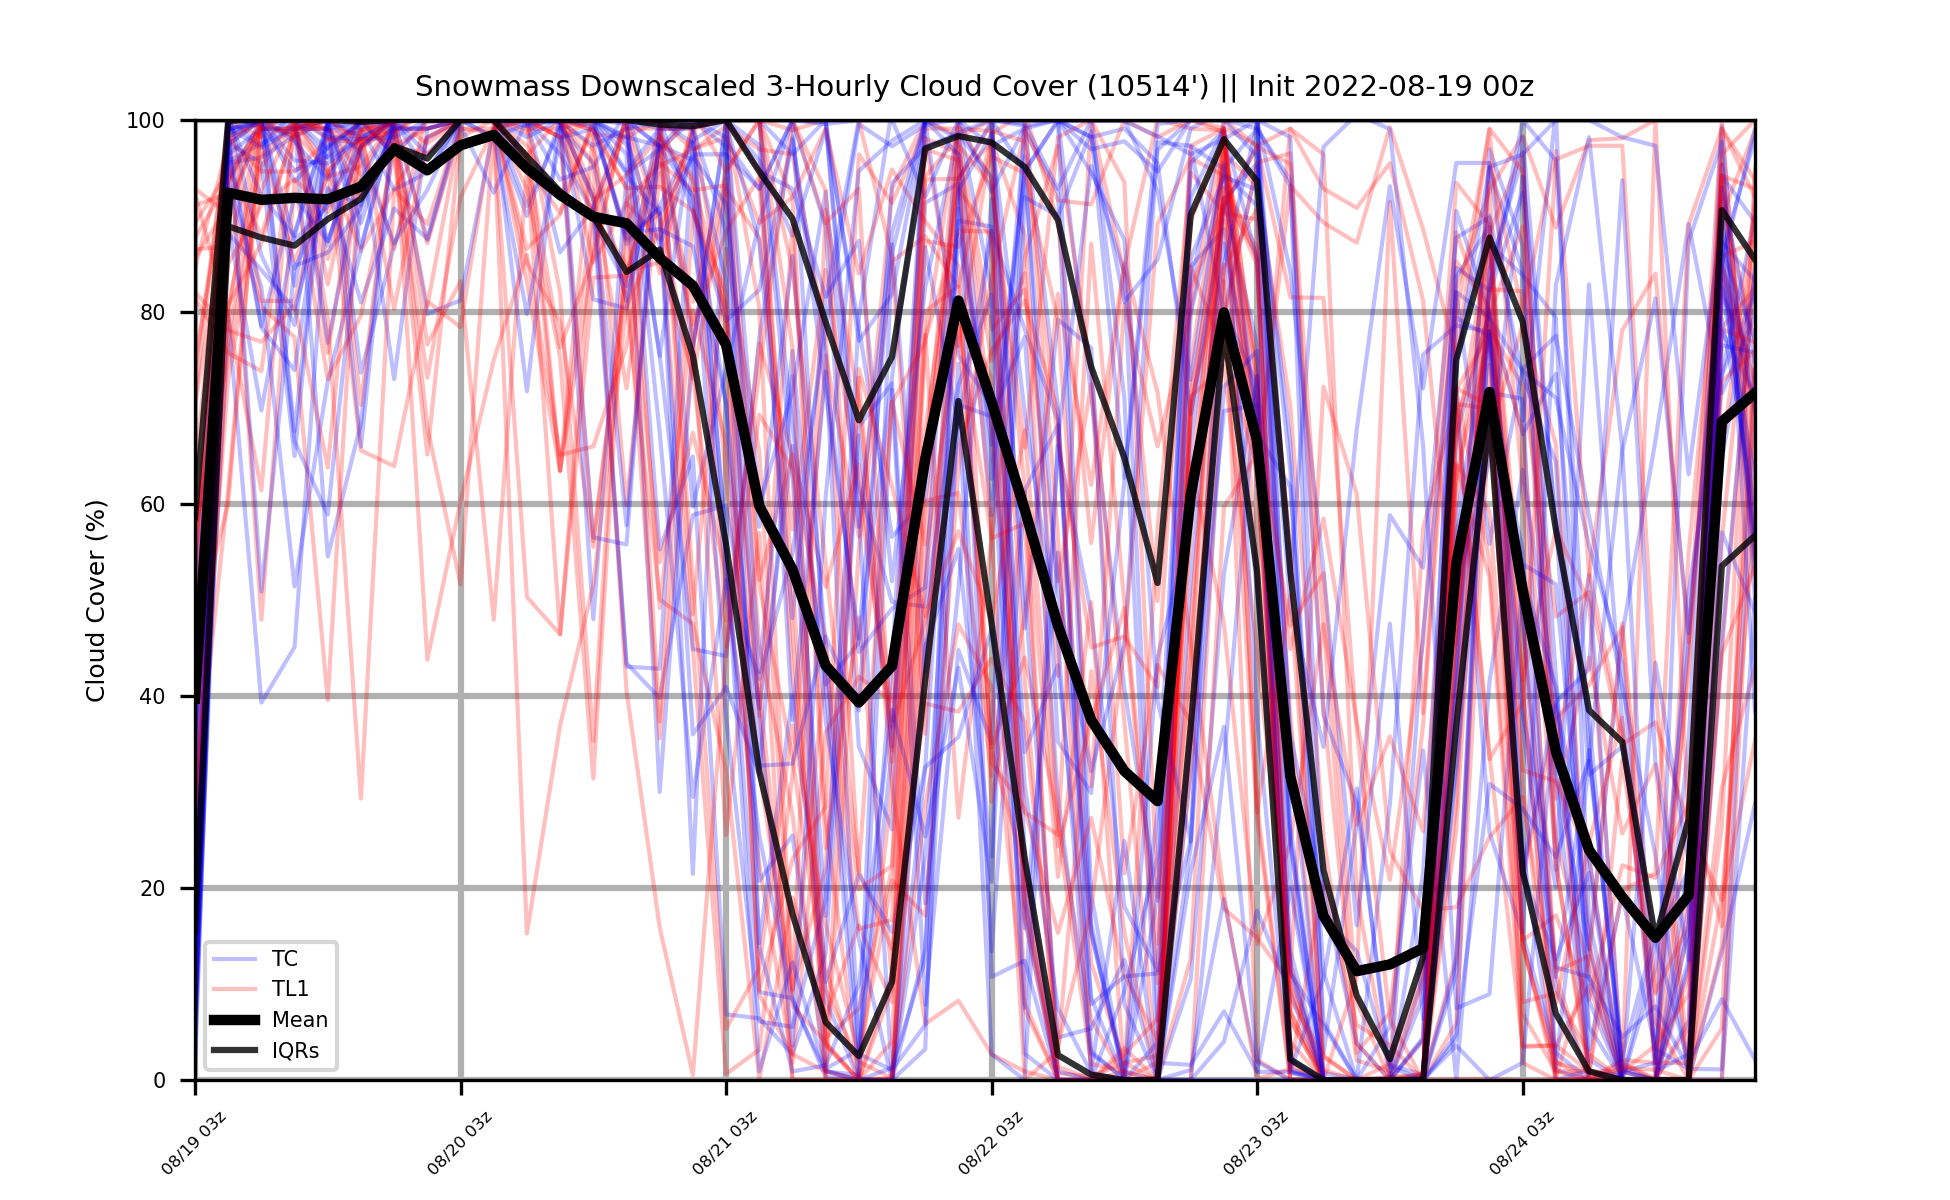 Snowmass Downscaled 3-Hourly Cloud Cover (10514') || Init 2022-08-19 00z
Cloud Cover (%)
100
80
60
40
20
0
TC
TL1
Mean
IQRs
08/19 03z
08/20 03z
08/21 03z
08/22 03z
08/23 03z
08/24 03z